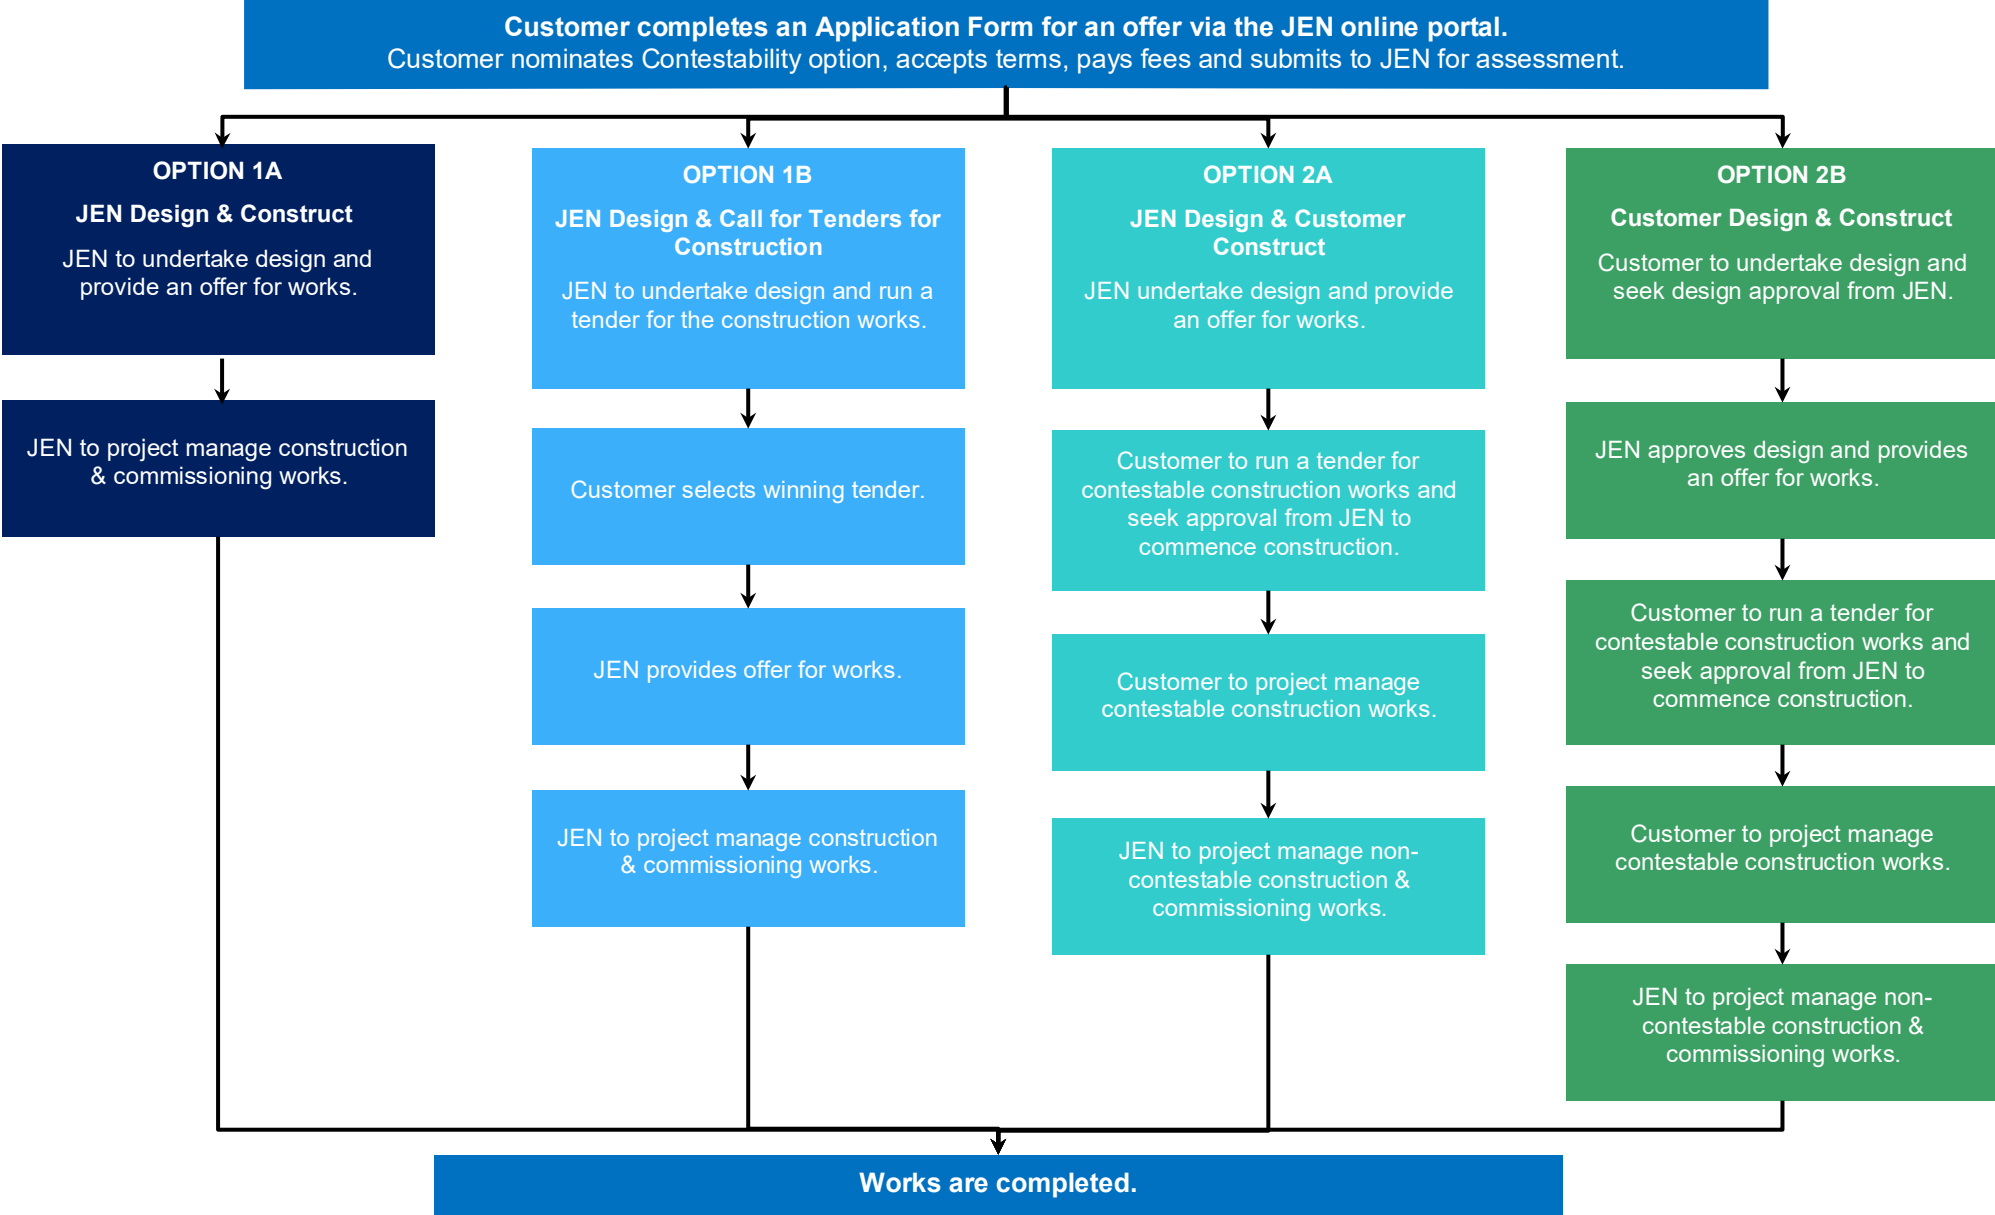 Customer completes an Application Form for an offer via the JEN online portal.
Customer nominates Contestability option, accepts terms, pays fees and submits to JEN for assessment.
OPTION 1A
JEN Design & Construct
JEN to undertake design and
provide an offer for works.
JEN to project manage construction
& commissioning works.
OPTION 1B
JEN Design & Call for Tenders for
Construction
JEN to undertake design and run a
tender for the construction works.
Customer selects winning tender.
JEN provides offer for works.
JEN to project manage construction
& commissioning works.
OPTION 2A
JEN Design & Customer
Construct
JEN undertake design and provide
an offer for works.
Customer to run a tender for
contestable construction works and
seek approval from JEN to
commence construction.
Customer to project manage
contestable construction works.
JEN to project manage non-
contestable construction &
commissioning works.
OPTION 2B
Customer Design & Construct
Customer to undertake design and
seek design approval from JEN.
JEN approves design and provides
an offer for works.
Customer to run a tender for
contestable construction works and
seek approval from JEN to
commence construction.
Customer to project manage
contestable construction works.
JEN to project manage non-
contestable construction &
commissioning works.
Works are completed.